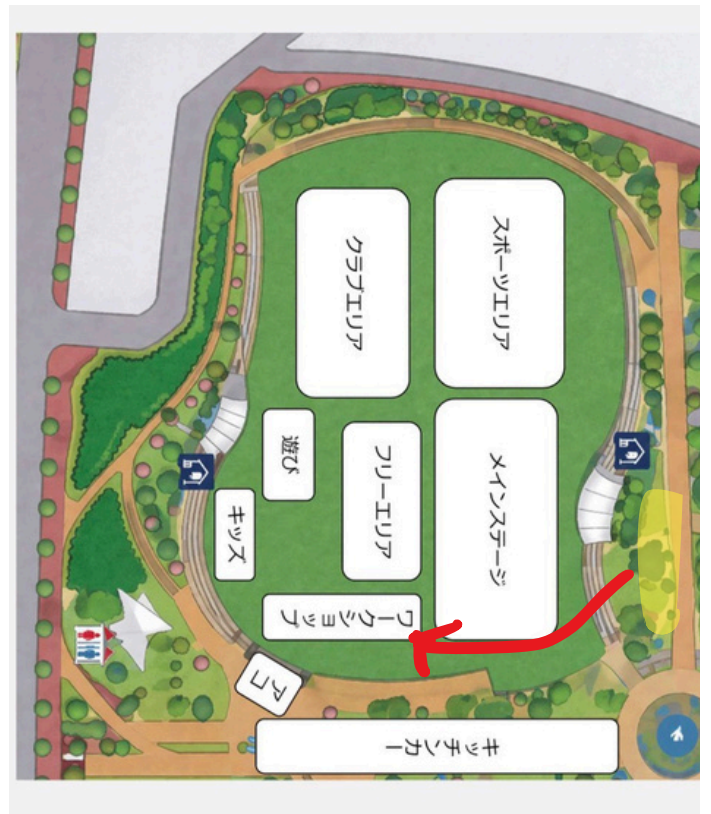 スポーツエリア
クラブエリア
メインステージ
フリーエリア
遊び
キッズ
ワークショップ
アコ
キッチンカー